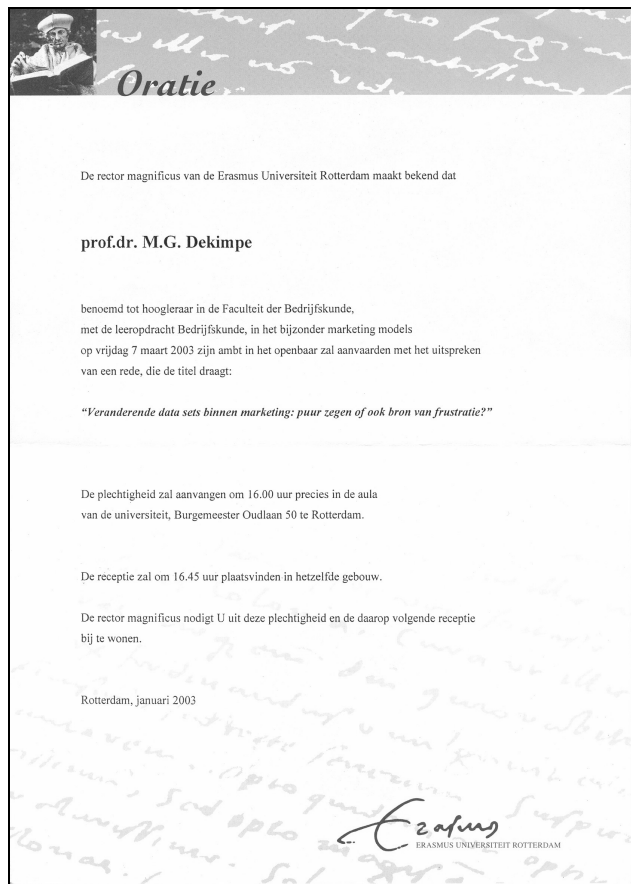 Oratie
De rector magnificus van de Erasmus Universiteit Rotterdam maakt bekend dat
prof.dr. M.G. Dekimpe
benoemd tot hoogleraar in de Faculteit der Bedrijfskunde,
met de leeropdracht Bedrijfskunde, in het bijzonder marketing models
op vrijdag 7 maart 2003 zijn ambt in het openbaar zal aanvaarden met het uitspreken
van een rede, die de titel draagt:
“Veranderende data sets binnen marketing: puur zegen of ook bron van frustratie?”
De plechtigheid zal aanvangen om 16.00 uur precies in de aula
van de universiteit, Burgemeester Oudlaan 50 te Rotterdam.
De receptie zal om 16.45 uur plaatsvinden in hetzelfde gebouw.
De rector magnificus nodigt U uit deze plechtigheid en de daarop volgende receptie
bij te wonen.
Rotterdam, januari 2003
Erasmus
ERASMUS UNIVERSITEIT ROTTERDAM